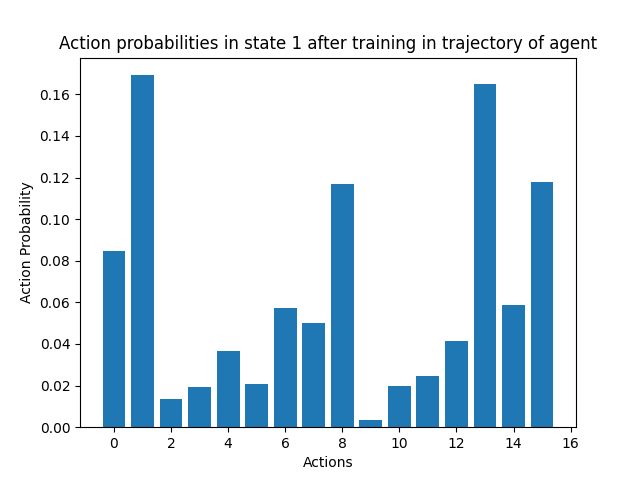 Action probabilities in state 1 after training in trajectory of agent
0.16
0.14
0.12
0.10
0.08
0.06
0.04
0.02
0.00
Action Probability
0 2 4 6 8 10 12 14 16
Actions